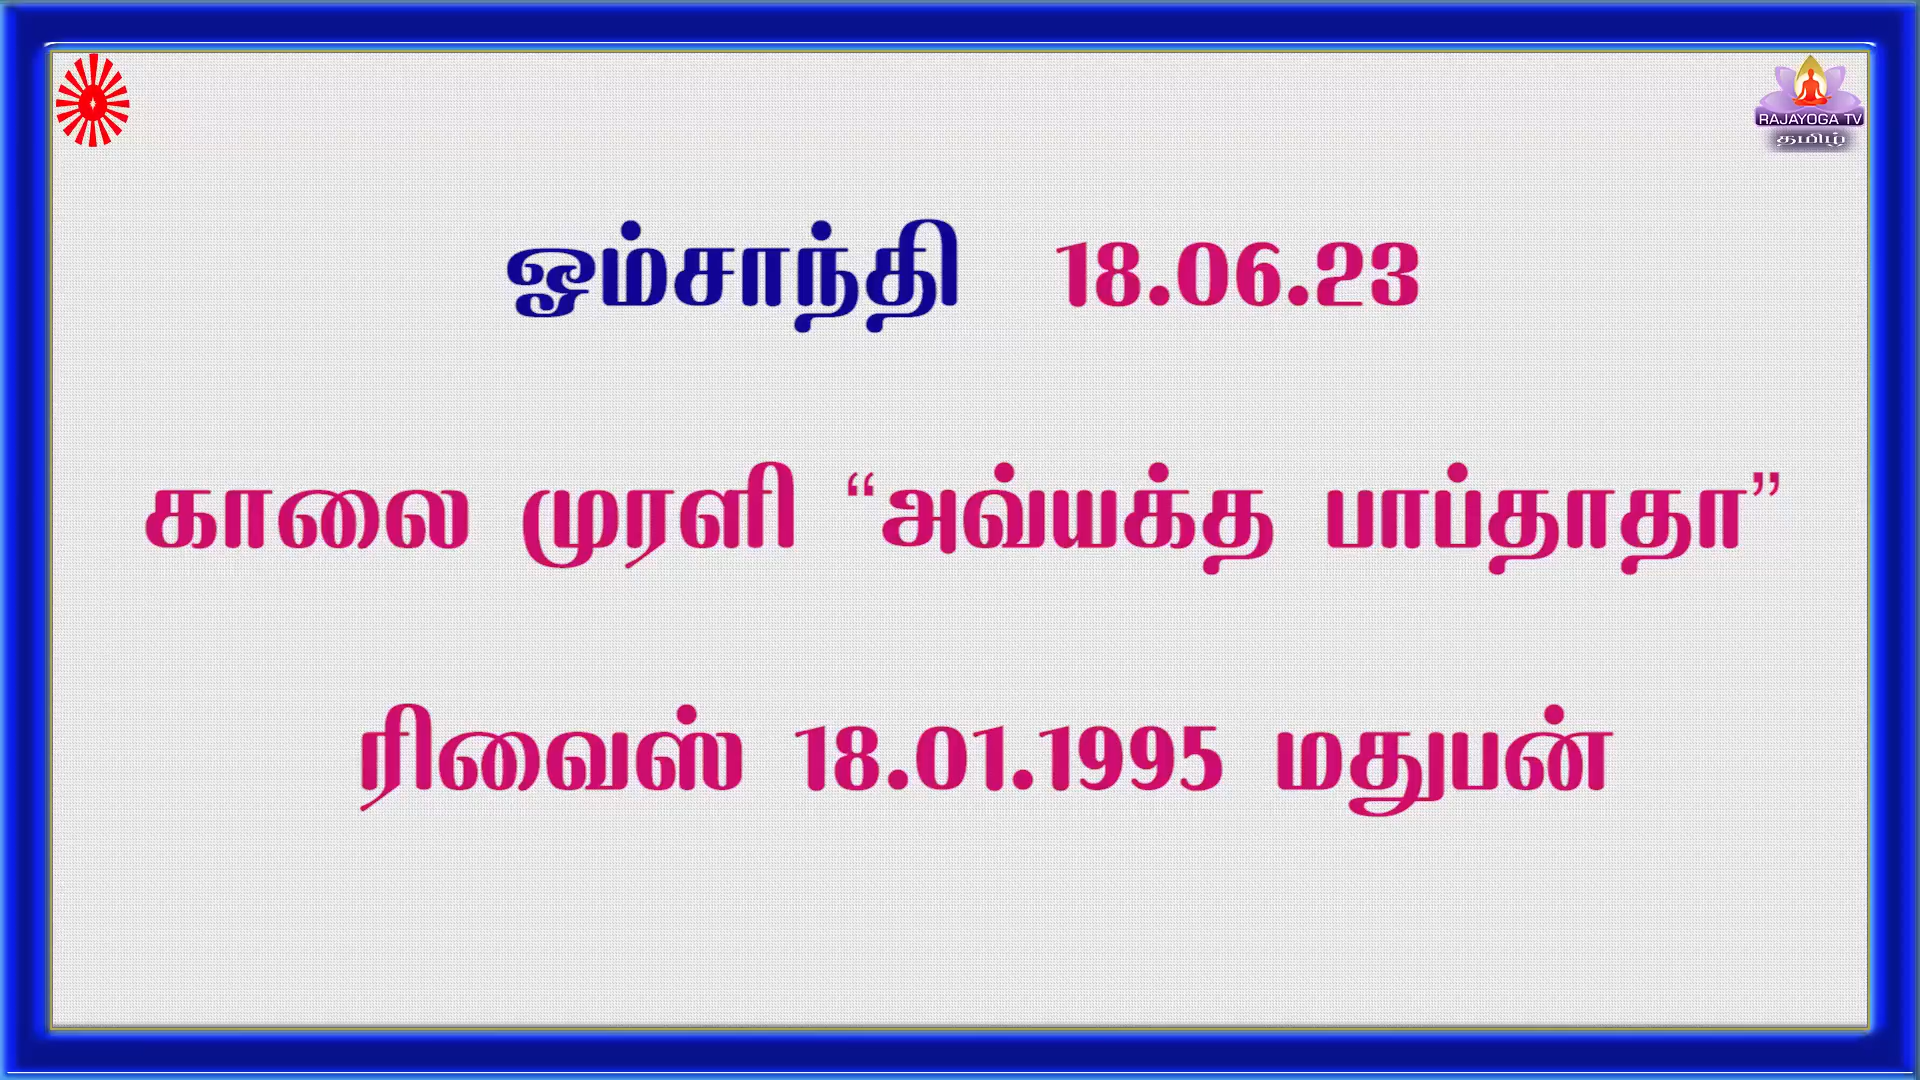 RAJAYOGA TV
தமிழ்
ஓம்சாந்தி 18.06.23
காலை முரளி “அவ்யக்த பாப்தாதா”
ரிவைஸ் 18.01.1995 மதுபன்